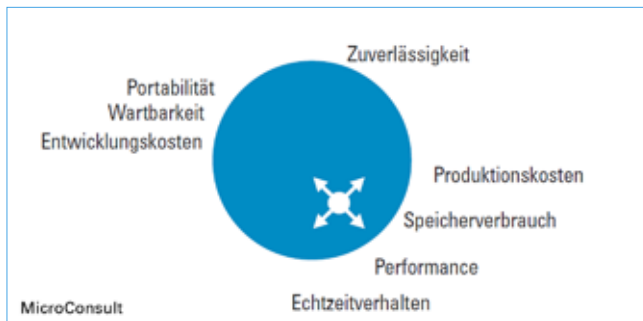 Zuverlässigkeit
Portabilität
Wartbarkeit
Entwicklungskosten
Produktionskosten
Speicherverbrauch
Performance
Echtzeitverhalten
MicroConsult